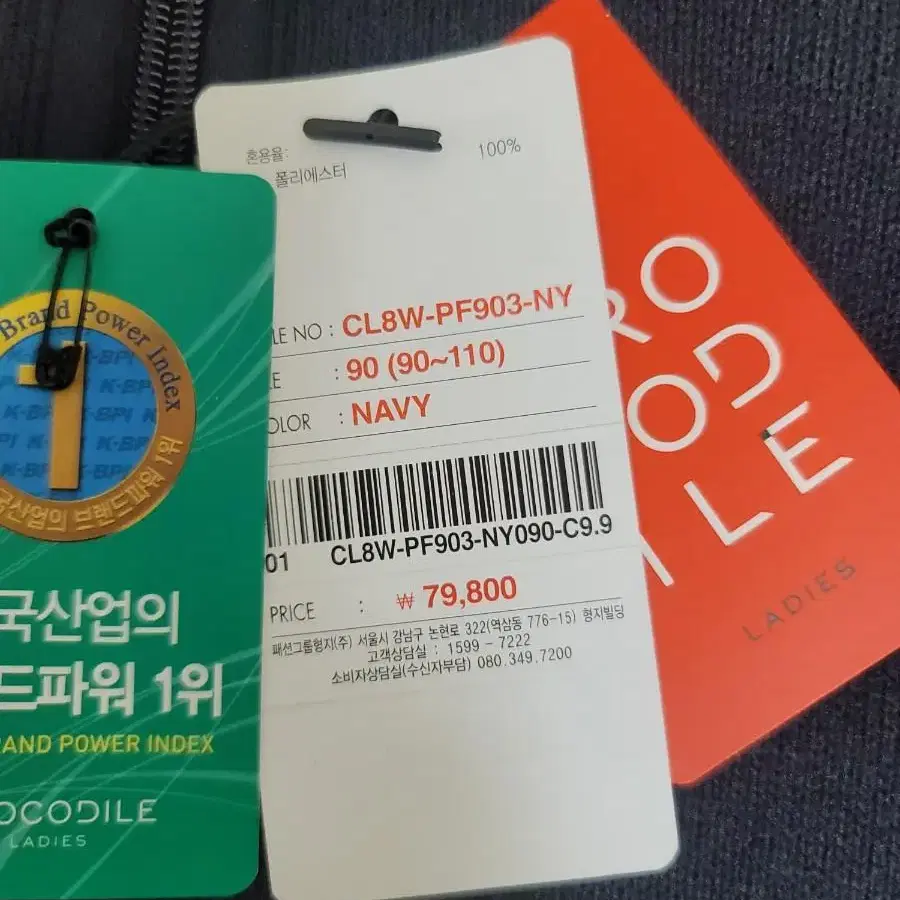 Brand Power Index
K-BPI
국산업의 브랜드파워 1위
국산업의
드파워 1위
RAND POWER INDEX
OCODILE
LADIES
혼용율:
폴리에스터 100%
LE NO : CL8W-PF903-NY
E : 90 (90~110)
OLOR : NAVY
01 CL8W-PF903-NY090-C9.9
PRICE : ₩ 79,800
패션그룹형지(주) 서울시 강남구 논현로 322(역삼동 776-15) 형지빌딩
고객상담실 : 1599 - 7222
소비자상담실(수신자부담) 080.349.7200
RO
OD
ILE
LADIES